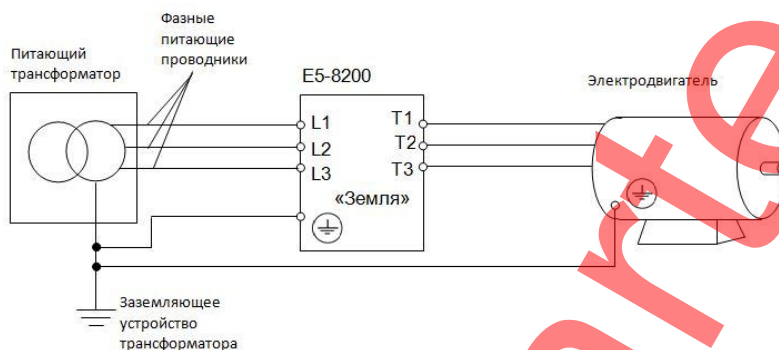 Фазные
питающие
проводники
Питающий
трансформатор
E5-8200
Электродвигатель
L1
T1
L2
T2
L3
T3
«Земля»
Заземляющее
устройство
трансформатора